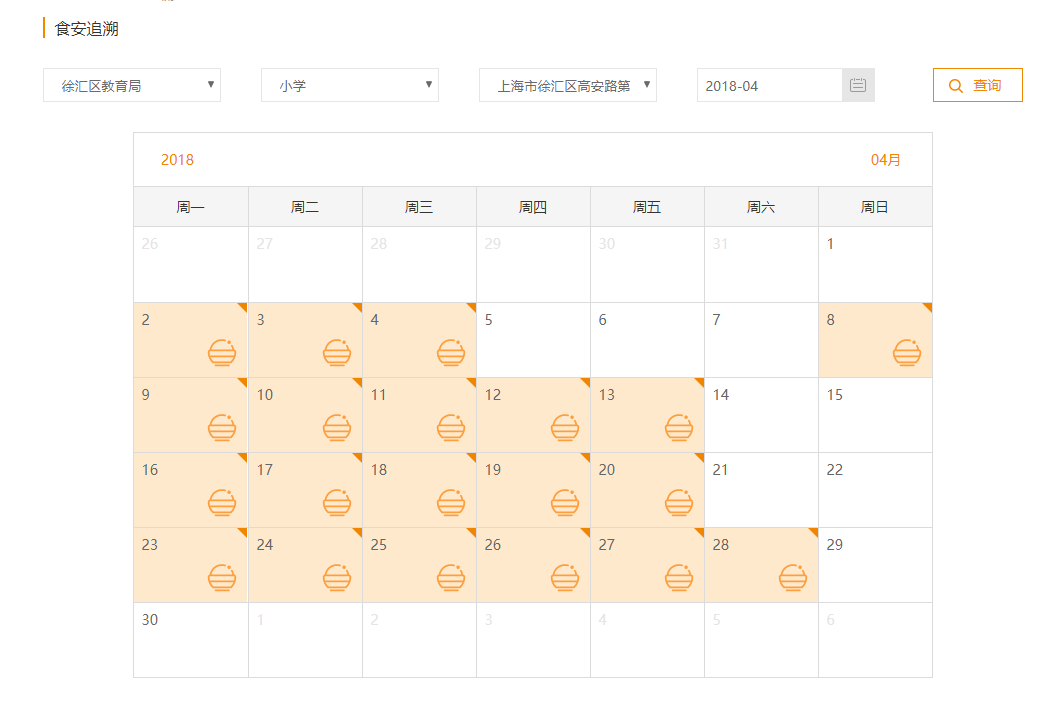 食安追溯
徐汇区教育局 小学 上海市徐汇区高安路第 2018-04 查询
2018 04月
周一 周二 周三 周四 周五 周六 周日
26 27 28 29 30 31 1
2 3 4 5 6 7 8
9 10 11 12 13 14 15
16 17 18 19 20 21 22
23 24 25 26 27 28 29
30 1 2 3 4 5 6